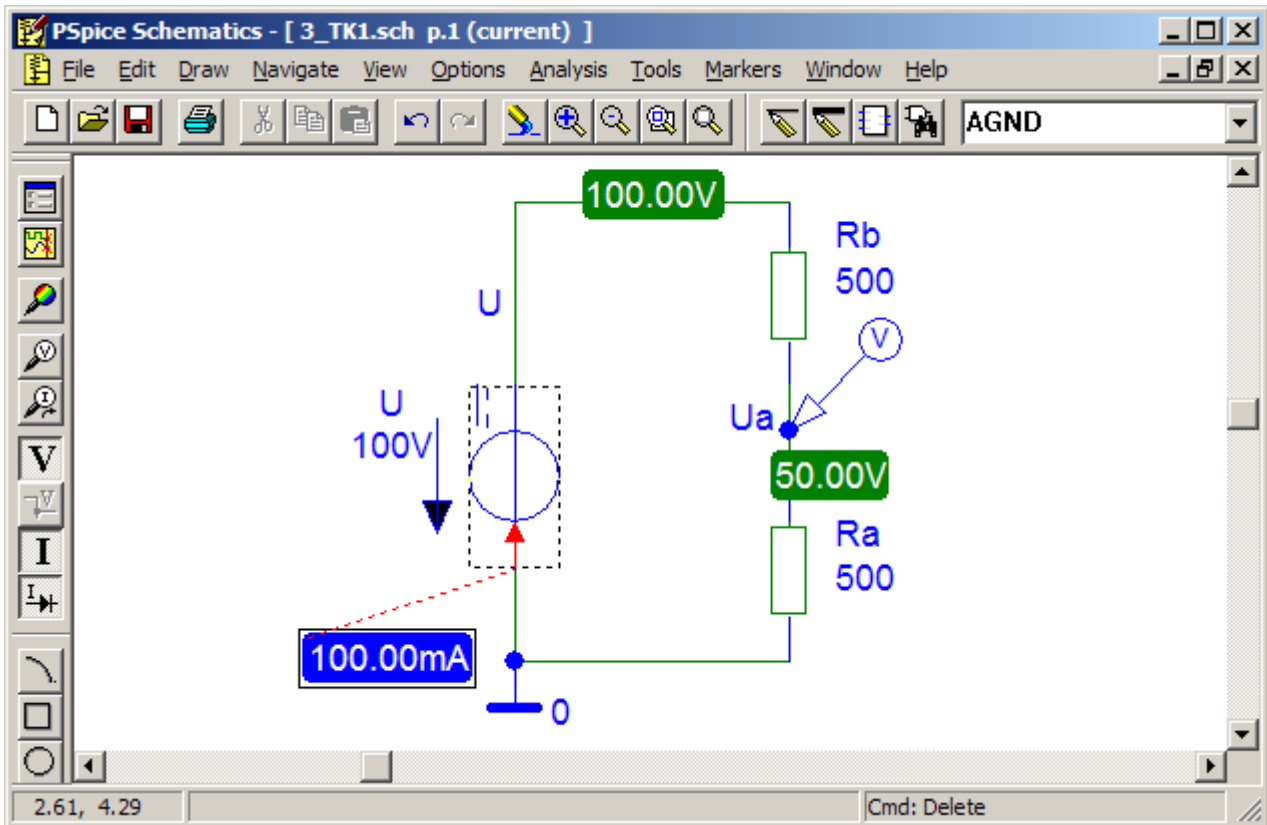 PSpice Schematics - [ 3_TK1.sch p.1 (current) ]
File Edit Draw Navigate View Options Analysis Tools Markers Window Help
AGND
100.00V
Rb
500
U
V
U
100V
Ua
50.00V
Ra
500
100.00mA
0
V
I
V
V
I
I
2.61, 4.29
Cmd: Delete